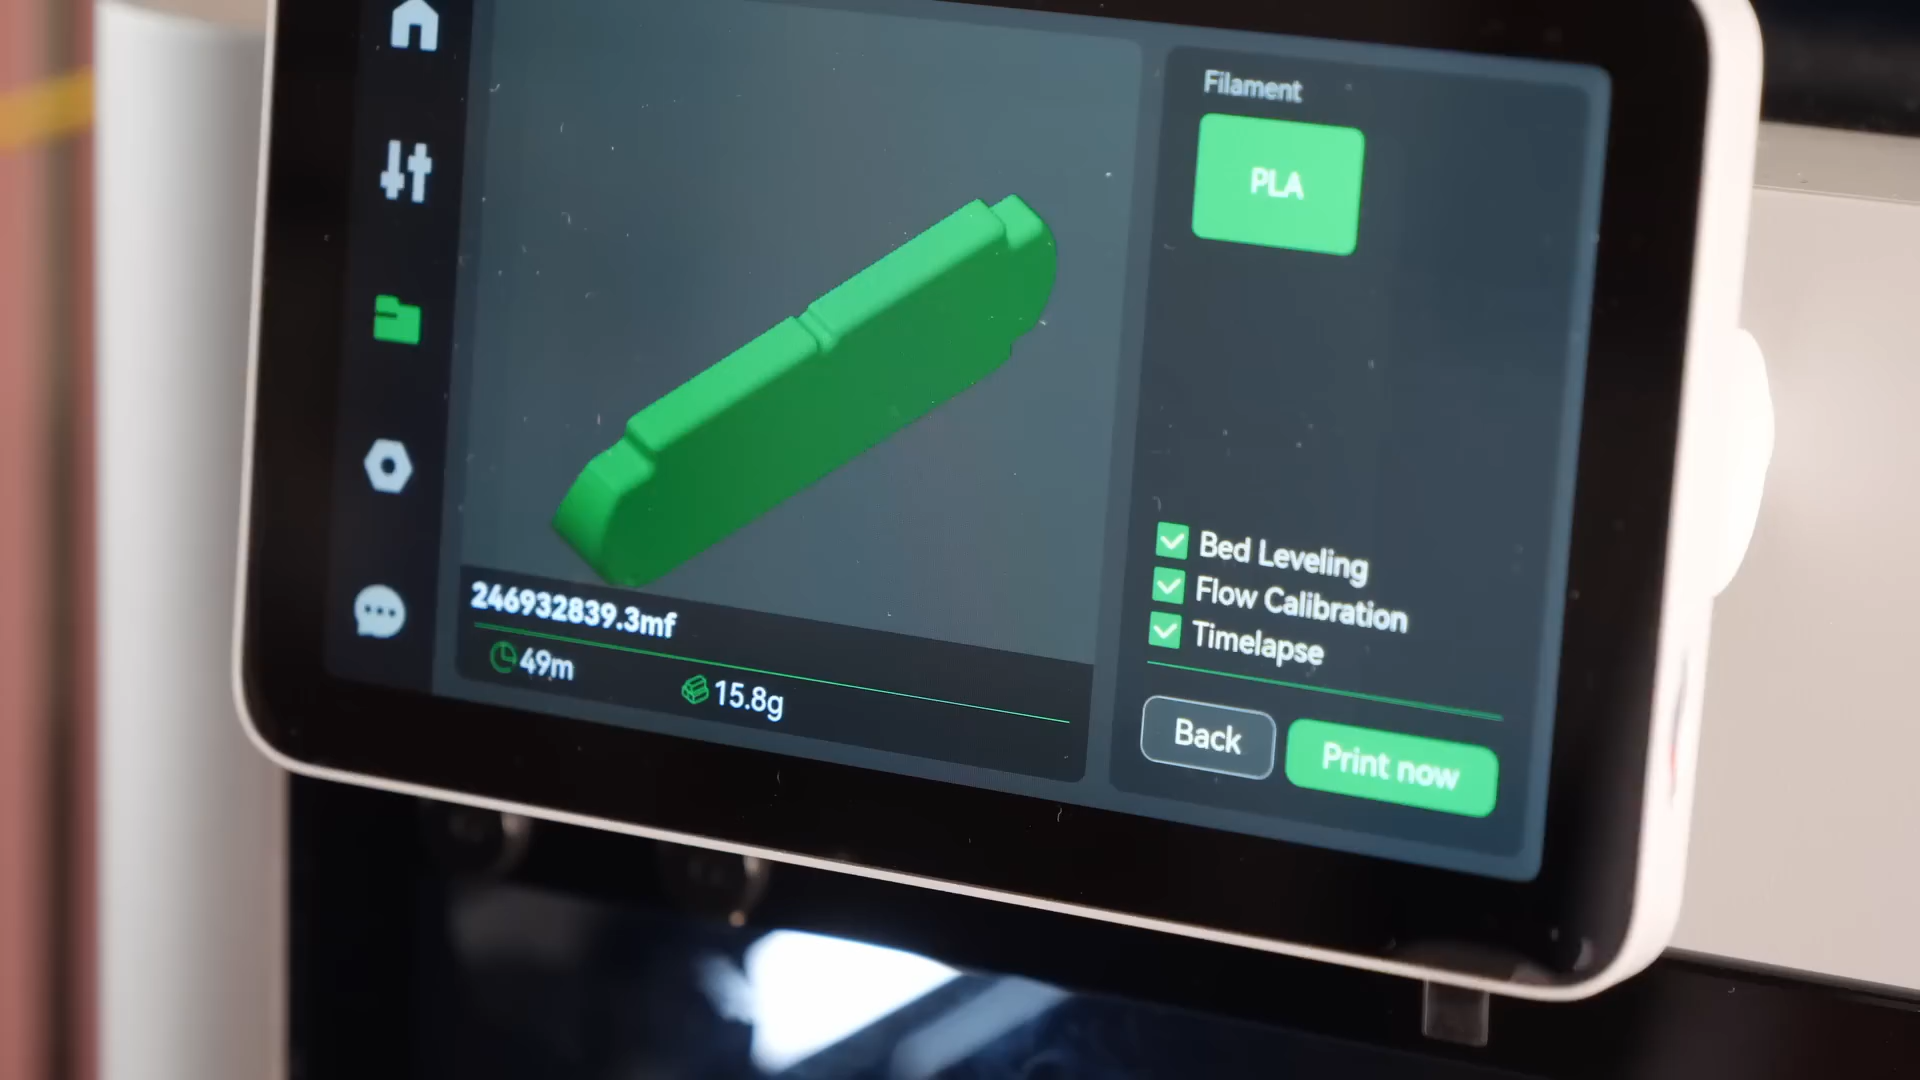 Filament
PLA
246932839.3mf
49m
15.8g
Bed Leveling
Flow Calibration
Timelapse
Back
Print now